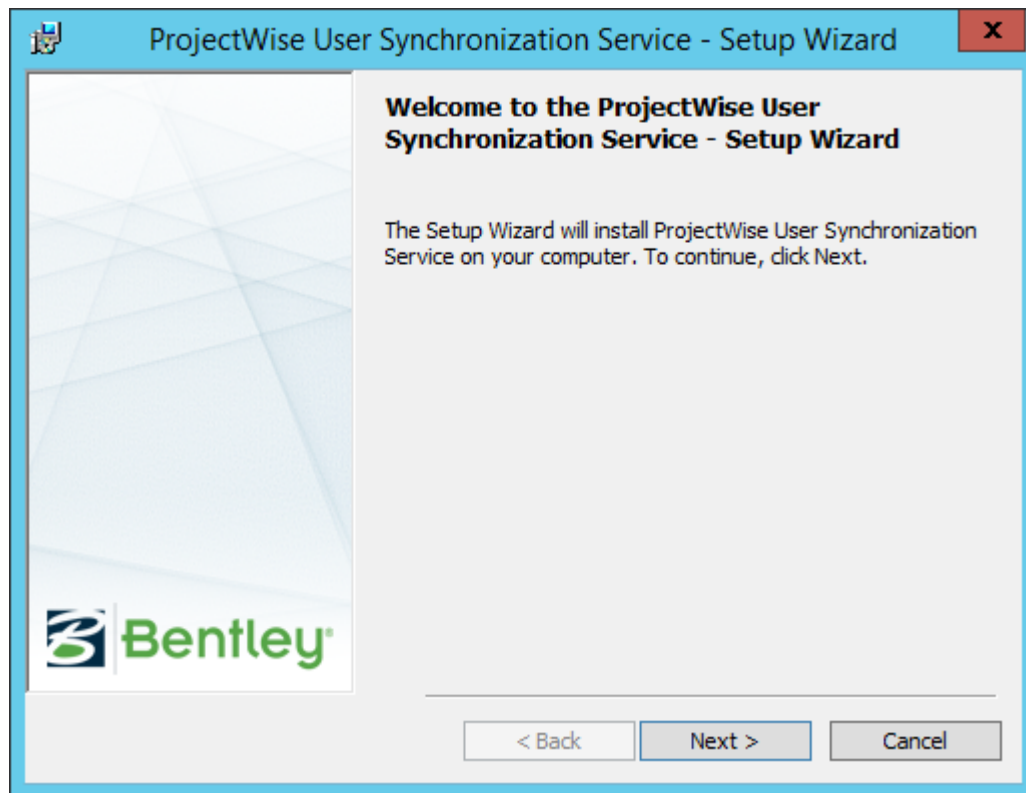 ProjectWise User Synchronization Service - Setup Wizard
x
Welcome to the ProjectWise User
Synchronization Service - Setup Wizard
The Setup Wizard will install ProjectWise User Synchronization
Service on your computer. To continue, click Next.
B Bentley®
< Back Next > Cancel